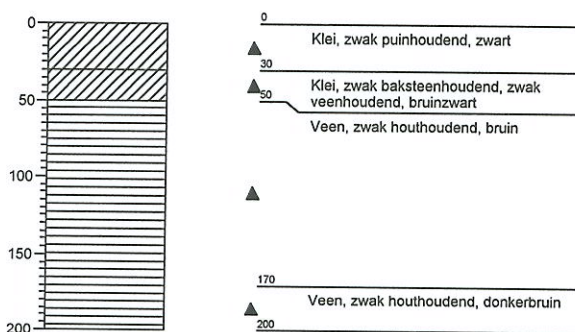 0
50
100
150
200
0
Klei, zwak puinhoudend, zwart
30
Klei, zwak baksteenhoudend, zwak
veenhoudend, bruinzwart
50
Veen, zwak houthoudend, bruin
170
Veen, zwak houthoudend, donkerbruin
200